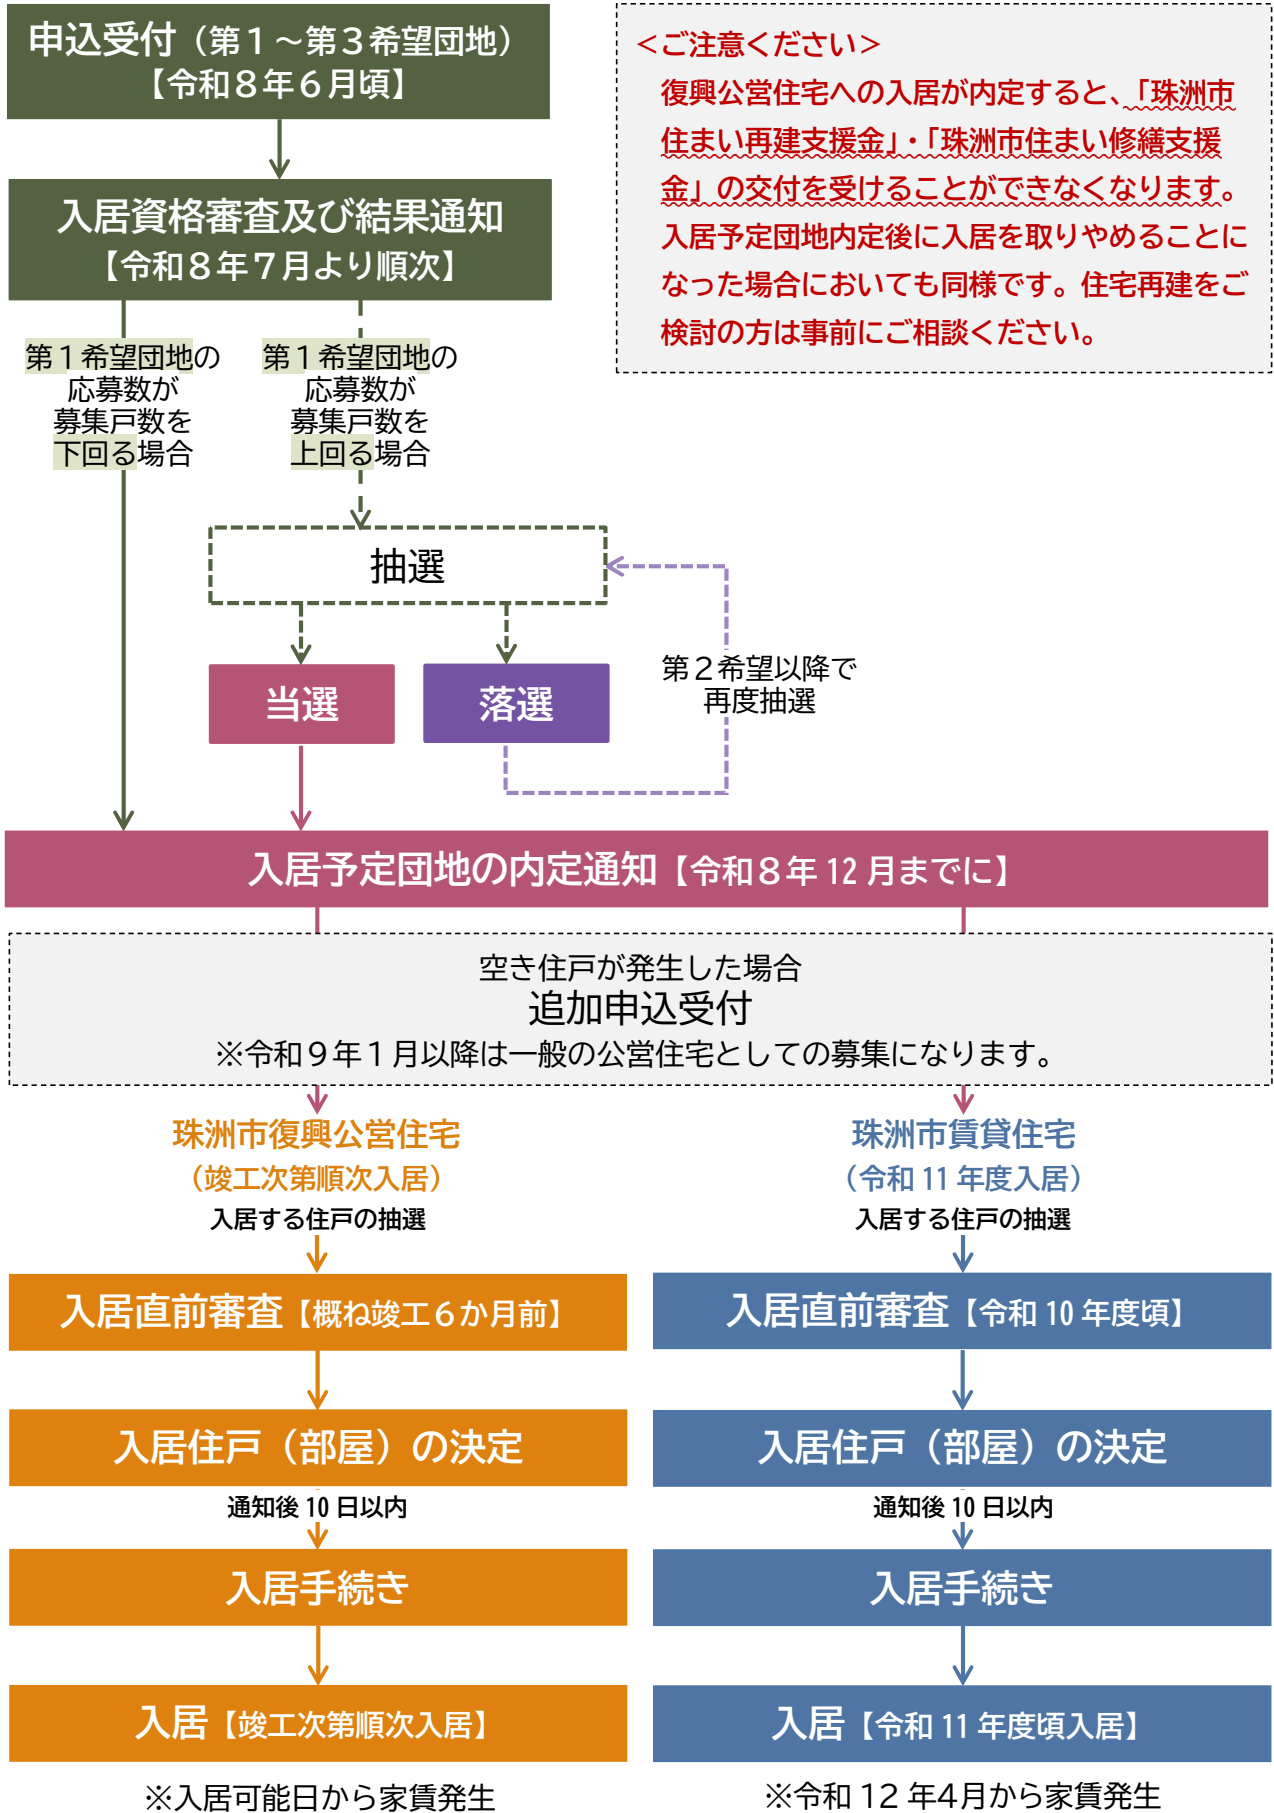 申込受付（第１～第３希望団地）
【令和８年６月頃】
＜ご注意ください＞
復興公営住宅への入居が内定すると、「珠洲市
住まい再建支援金」・「珠洲市住まい修繕支援
金」の交付を受けることができなくなります。
入居予定団地内定後に入居を取りやめることに
なった場合においても同様です。住宅再建をご
検討の方は事前にご相談ください。
入居資格審査及び結果通知
【令和８年７月より順次】
第１希望団地の
応募数が
募集戸数を
下回る場合
第１希望団地の
応募数が
募集戸数を
上回る場合
抽選
当選
落選
第２希望以降で
再度抽選
入居予定団地の内定通知【令和８年 12 月までに】
空き住戸が発生した場合
追加申込受付
※令和９年１月以降は一般の公営住宅としての募集になります。
珠洲市復興公営住宅
（竣工次第順次入居）
入居する住戸の抽選
入居直前審査【概ね竣工６か月前】
入居住戸（部屋）の決定
通知後 10 日以内
入居手続き
入居【竣工次第順次入居】
※入居可能日から家賃発生
珠洲市賃貸住宅
（令和 11 年度入居）
入居する住戸の抽選
入居直前審査【令和 10 年度頃】
入居住戸（部屋）の決定
通知後 10 日以内
入居手続き
入居【令和 11 年度頃入居】
※令和 12 年４月から家賃発生